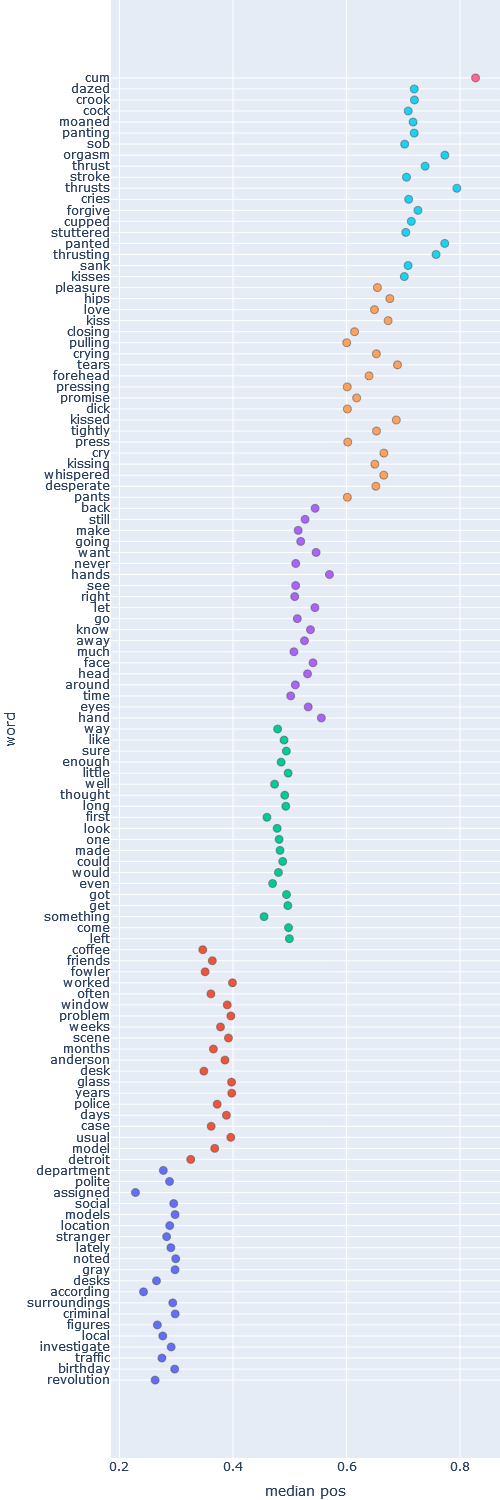 cum
dazed
crook
cock
moaned
panting
sob
orgasm
thrust
stroke
thrusts
cries
forgive
cupped
stuttered
panted
thrusting
sank
kisses
pleasure
hips
love
kiss
closing
pulling
crying
tears
forehead
pressing
promise
dick
kissed
tightly
press
cry
kissing
whispered
desperate
pants
back
still
make
going
want
never
hands
see
right
let
go
know
away
much
face
head
around
time
eyes
hand
way
like
sure
enough
little
well
thought
long
first
look
one
made
could
would
even
got
get
something
come
left
coffee
friends
fowler
worked
often
window
problem
weeks
scene
months
anderson
desk
glass
years
police
days
case
usual
model
detroit
department
polite
assigned
social
models
location
stranger
lately
noted
gray
desks
according
surroundings
criminal
figures
local
investigate
traffic
birthday
revolution
word
0.2 0.4 0.6 0.8
median pos